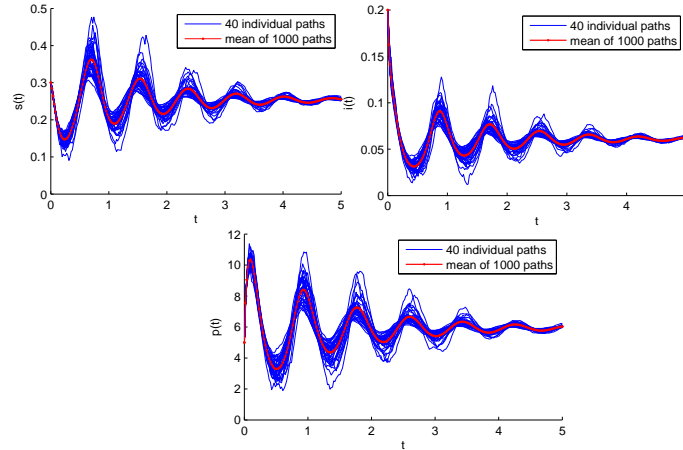 0.5
0.4
0.3
0.2
0.1
0
0 1 2 3 4 5
t
s(t)
40 individual paths
mean of 1000 paths
0.2
0.15
0.1
0.05
0
0 1 2 3 4
t
i(t)
40 individual paths
mean of 1000 paths
12
10
8
6
4
2
0
0 1 2 3 4 5
t
p(t)
40 individual paths
mean of 1000 paths